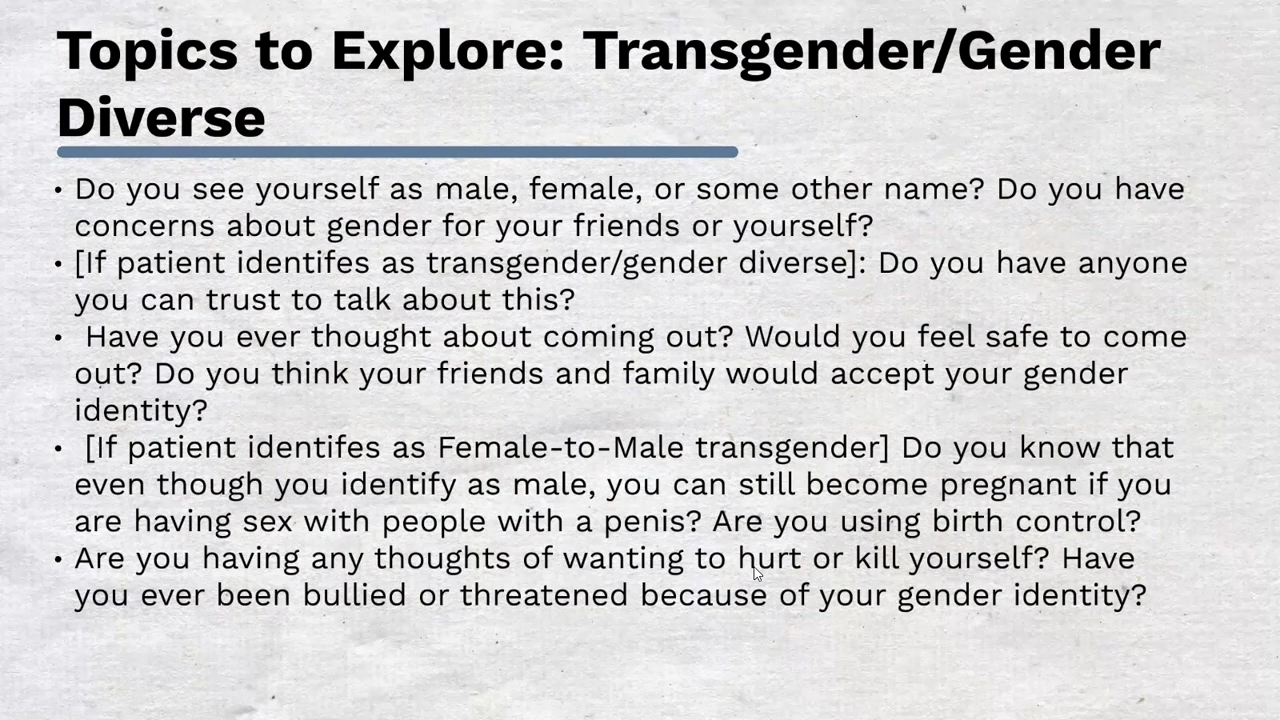 Topics to Explore: Transgender/Gender
Diverse
• Do you see yourself as male, female, or some other name? Do you have
concerns about gender for your friends or yourself?
• [If patient identifes as transgender/gender diverse]: Do you have anyone
you can trust to talk about this?
• Have you ever thought about coming out? Would you feel safe to come
out? Do you think your friends and family would accept your gender
identity?
• [If patient identifes as Female-to-Male transgender] Do you know that
even though you identify as male, you can still become pregnant if you
are having sex with people with a penis? Are you using birth control?
• Are you having any thoughts of wanting to hurt or kill yourself? Have
you ever been bullied or threatened because of your gender identity?